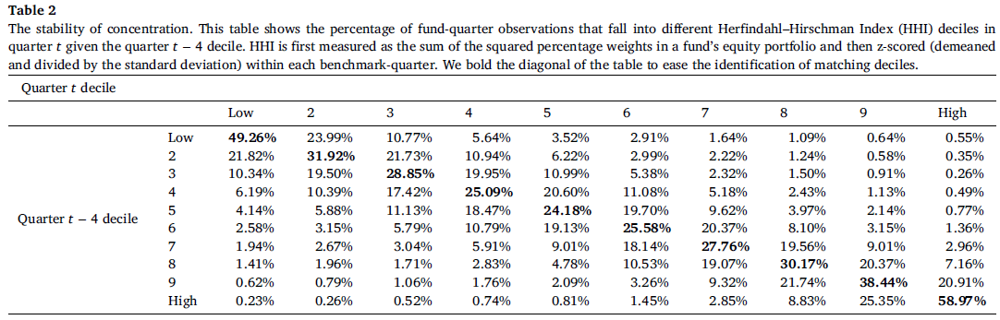 Table 2
The stability of concentration. This table shows the percentage of fund-quarter observations that fall into different Herfindahl–Hirschman Index (HHI) deciles in
quarter t given the quarter t − 4 decile. HHI is first measured as the sum of the squared percentage weights in a fund's equity portfolio and then z-scored (demeaned
and divided by the standard deviation) within each benchmark-quarter. We bold the diagonal of the table to ease the identification of matching deciles.
Quarter t decile
Low 2 3 4 5 6 7 8 9 High
Low 49.26% 23.99% 10.77% 5.64% 3.52% 2.91% 1.64% 1.09% 0.64% 0.55%
2 21.82% 31.92% 21.73% 10.94% 6.22% 2.99% 2.22% 1.24% 0.58% 0.35%
3 10.34% 19.50% 28.85% 19.95% 10.99% 5.38% 2.32% 1.50% 0.91% 0.26%
4 6.19% 10.39% 17.42% 25.09% 20.60% 11.08% 5.18% 2.43% 1.13% 0.49%
Quarter t − 4 decile
5 4.14% 5.88% 11.13% 18.47% 24.18% 19.70% 9.62% 3.97% 2.14% 0.77%
6 2.58% 3.15% 5.79% 10.79% 19.13% 25.58% 20.37% 8.10% 3.15% 1.36%
7 1.94% 2.67% 3.04% 5.91% 9.01% 18.14% 27.76% 19.56% 9.01% 2.96%
8 1.41% 1.96% 1.71% 2.83% 4.78% 10.53% 19.07% 30.17% 20.37% 7.16%
9 0.62% 0.79% 1.06% 1.76% 2.09% 3.26% 9.32% 21.74% 38.44% 20.91%
High 0.23% 0.26% 0.52% 0.74% 0.81% 1.45% 2.85% 8.83% 25.35% 58.97%